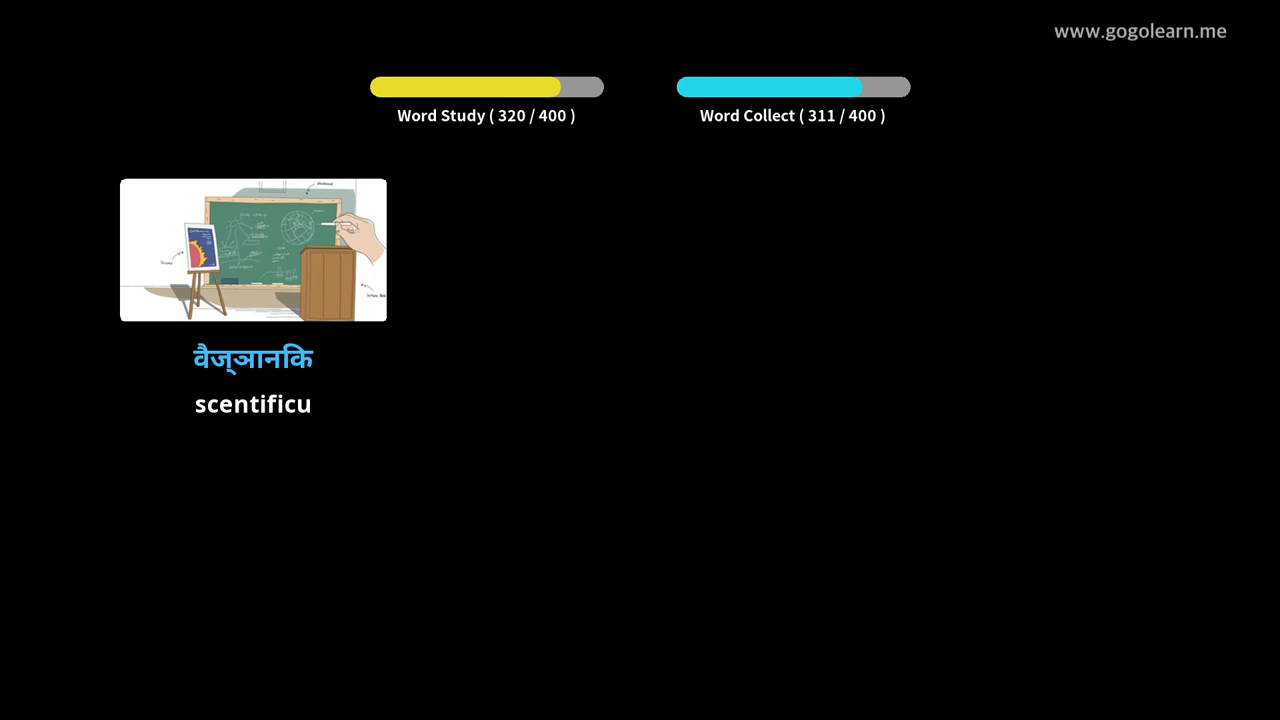 www.gogolearn.me
Word Study ( 320 / 400 )
Word Collect ( 311 / 400 )
वैज्ञानकि
scentificu